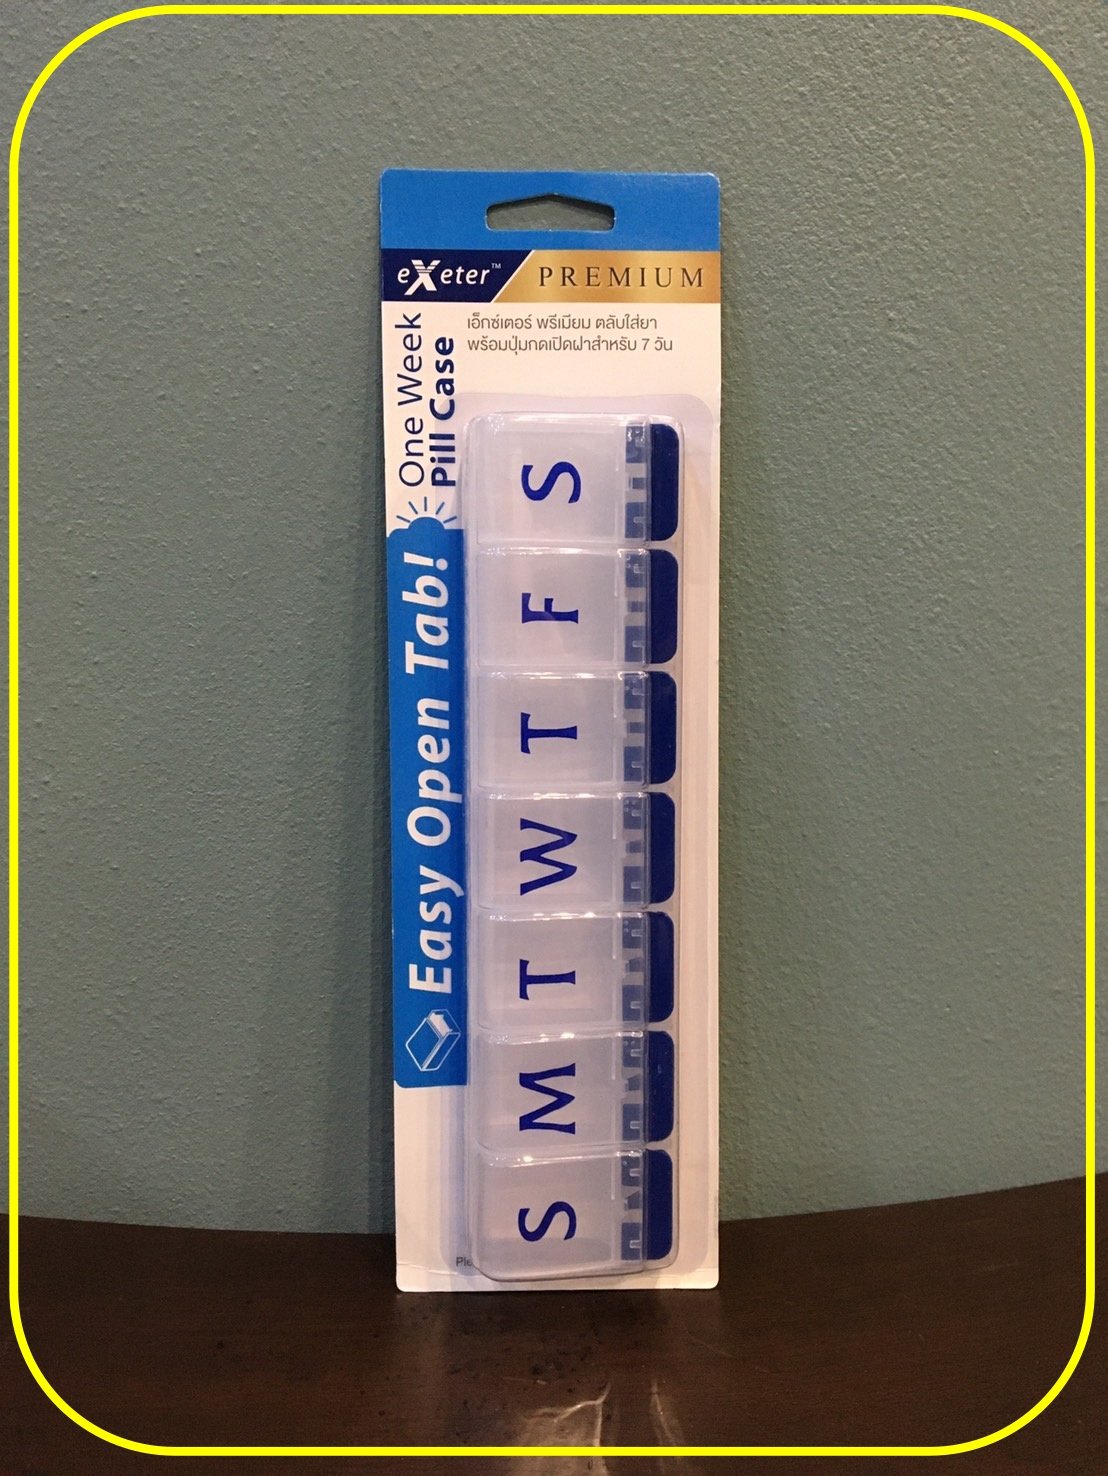 eXeter™ PREMIUM
เอ็กซ์เตอร์ พรีเมียม ตลับใส่ยา
พร้อมปุ่มกดเปิดฝาสำหรับ 7 วัน
One Week
Pill Case
Easy Open Tab!
S
F
T
W
T
M
S